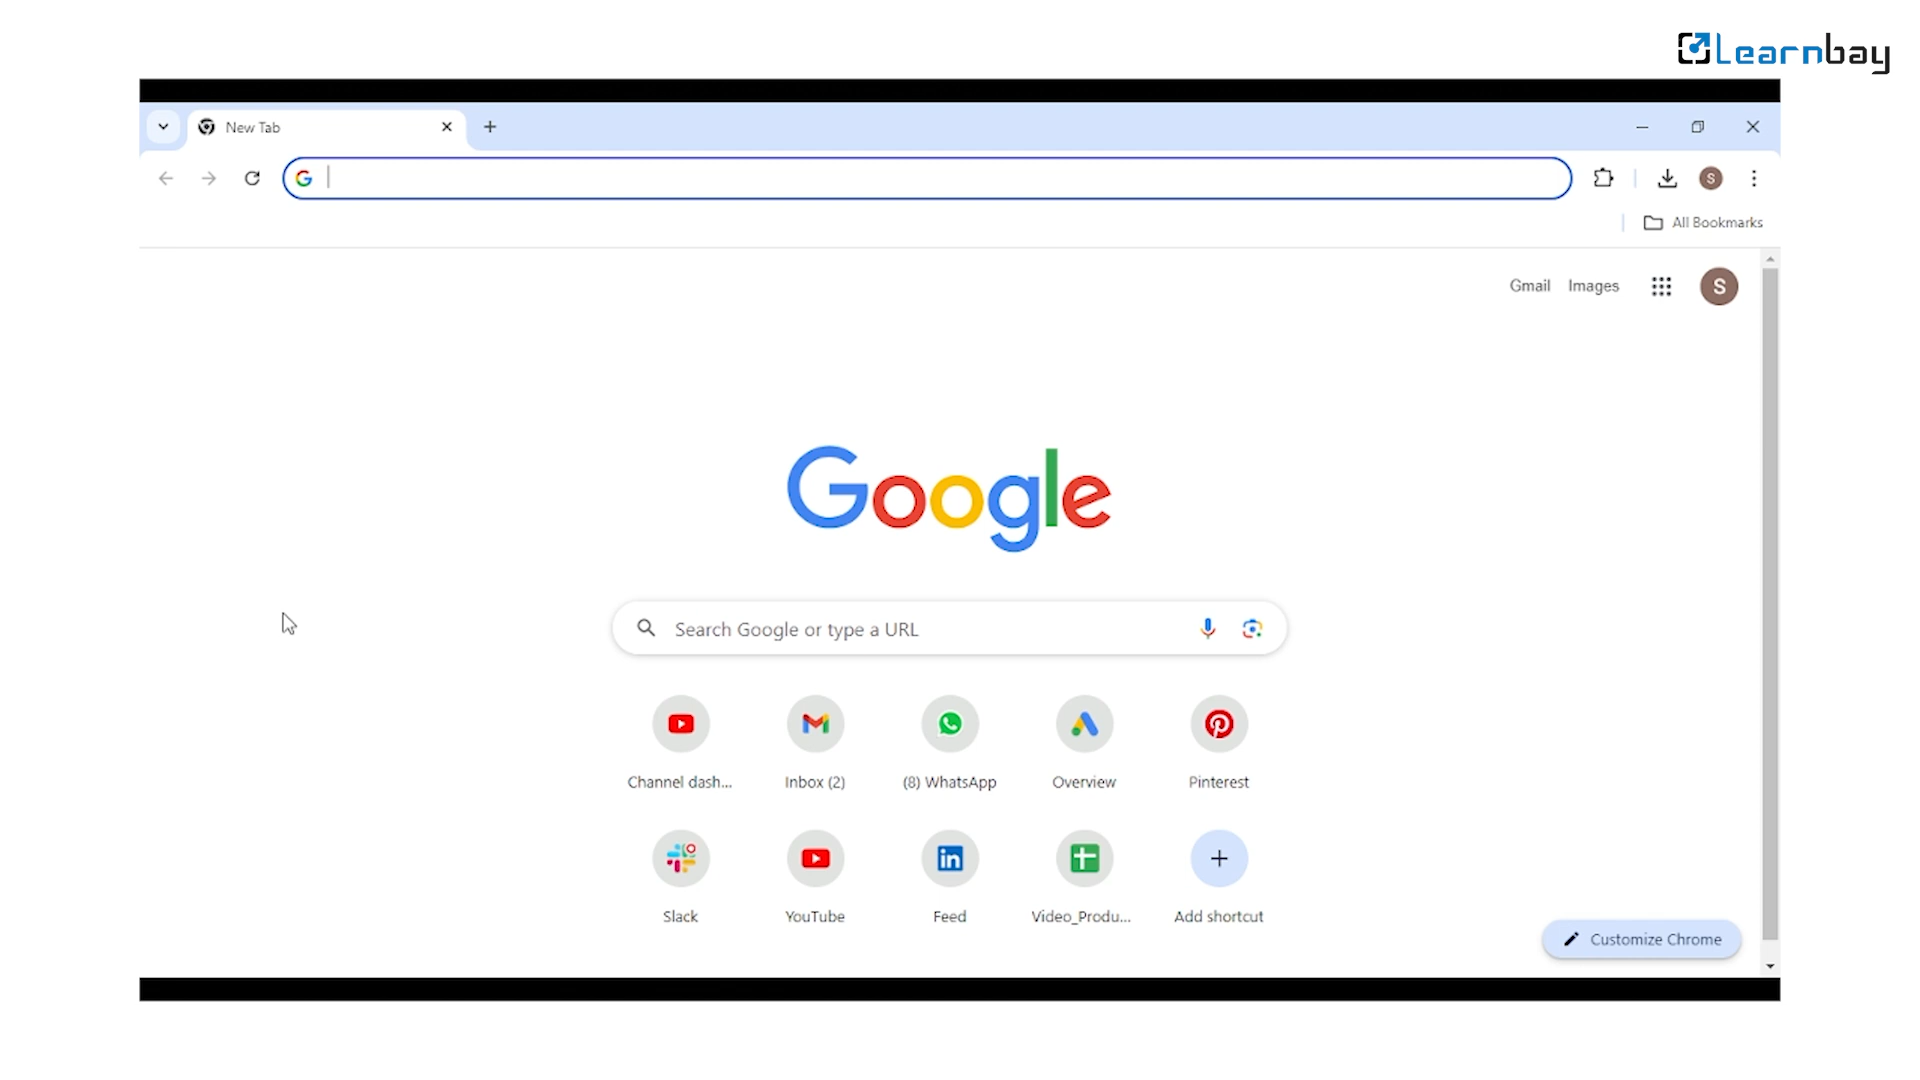 Learnbay
New Tab
All Bookmarks
Gmail Images
S
S
Google
Search Google or type a URL
Channel dash... Inbox (2) (8) WhatsApp Overview Pinterest
Slack YouTube Feed Video_Produ... Add shortcut
Customize Chrome